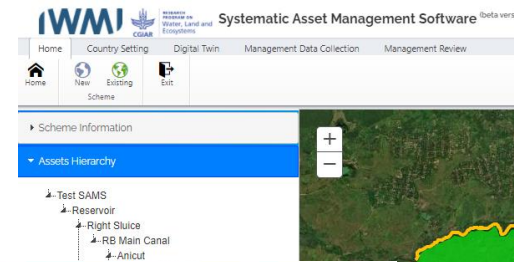 IWMI
CGIAR
RESEARCH
PROGRAM ON
Water, Land and
Ecosystems
Systematic Asset Management Software (beta vers
Home Country Setting Digital Twin Management Data Collection Management Review
Home New Existing Exit
Scheme
Scheme Information
Assets Hierarchy
Test SAMS
Reservoir
Right Sluice
RB Main Canal
Anicut
+
−